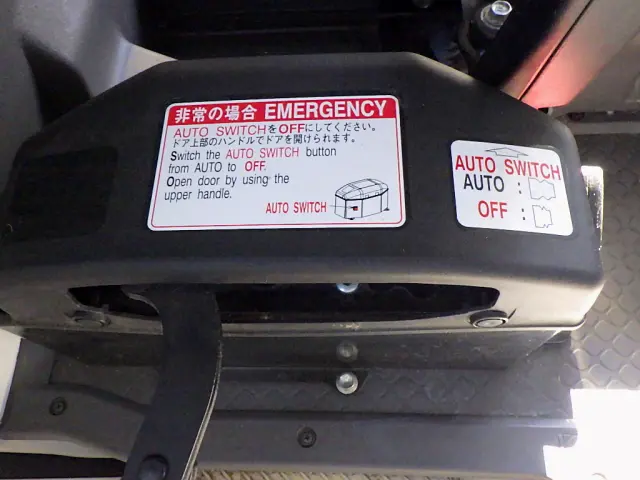 非常の場合 EMERGENCY
AUTO SWITCHをOFFにしてください。
ドア上部のハンドルでドアを開けられます。
Switch the AUTO SWITCH button
from AUTO to OFF.
Open door by using the
upper handle.
AUTO SWITCH
AUTO SWITCH
AUTO :
OFF :